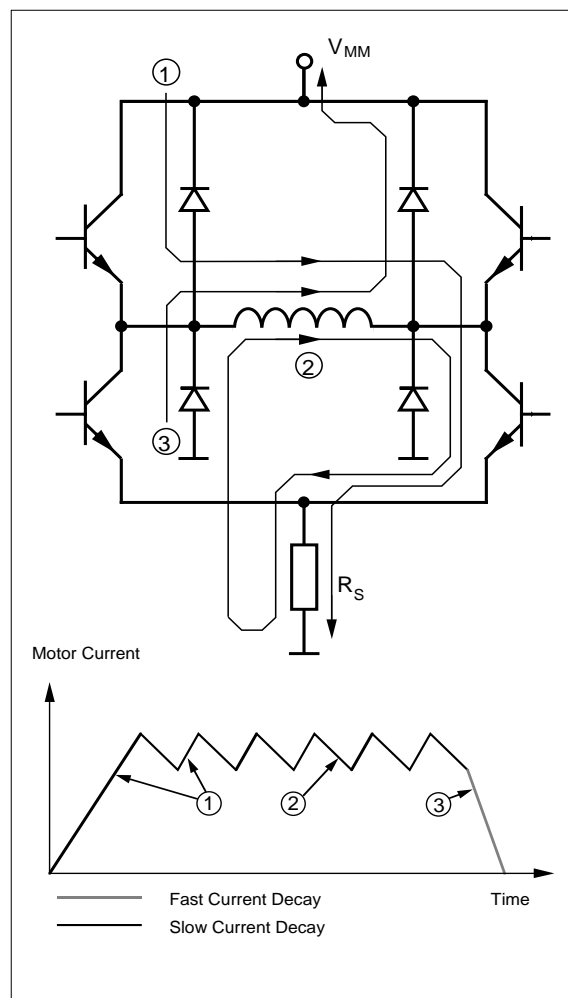 V_MM
①
③
②
R_S
Motor Current
①
②
③
Fast Current Decay
Time
Slow Current Decay